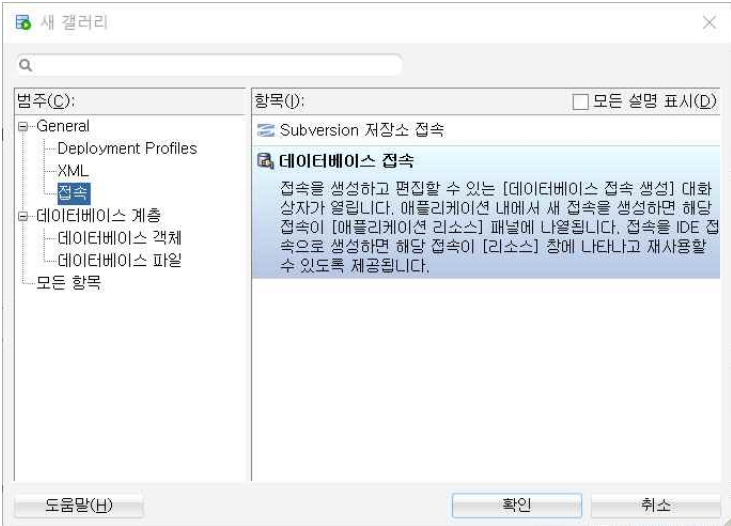 새 갤러리
범주(C):
General
Deployment Profiles
XML
접속
데이터베이스 계층
데이터베이스 객체
데이터베이스 파일
모든 항목
항목(I):
모든 설명 표시(D)
Subversion 저장소 접속
데이터베이스 접속
접속을 생성하고 편집할 수 있는 [데이터베이스 접속 생성] 대화
상자가 열립니다. 애플리케이션 내에서 새 접속을 생성하면 해당
접속이 [애플리케이션 리소스] 패널에 나열됩니다. 접속을 IDE 접
속으로 생성하면 해당 접속이 [리소스] 창에 나타나고 재사용할
수 있도록 제공됩니다.
도움말(H)
확인
취소